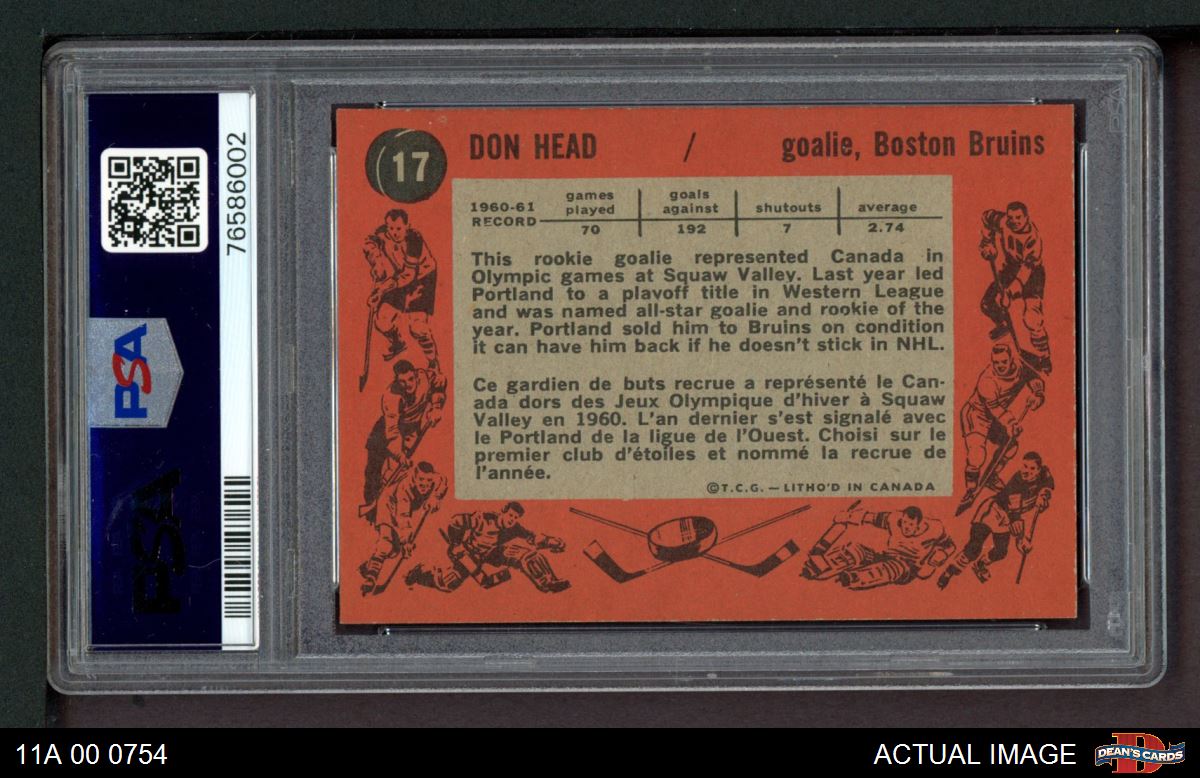 76586002
PSA
PSA
17
DON HEAD / goalie, Boston Bruins
1960-61 RECORD
games played goals against shutouts average
70 192 7 2.74
This rookie goalie represented Canada in
Olympic games at Squaw Valley. Last year led
Portland to a playoff title in Western League
and was named all-star goalie and rookie of the
year. Portland sold him to Bruins on condition
it can have him back if he doesn't stick in NHL.
Ce gardien de buts recrue a représenté le Can-
ada dors des Jeux Olympique d'hiver à Squaw
Valley en 1960. L'an dernier s'est signalé avec
le Portland de la ligue de l'Ouest. Choisi sur le
premier club d'étoiles et nommé la recrue de
l'année.
©T.C.G. — LITHO'D IN CANADA
11A 00 0754
ACTUAL IMAGE
DEAN'S CARDS